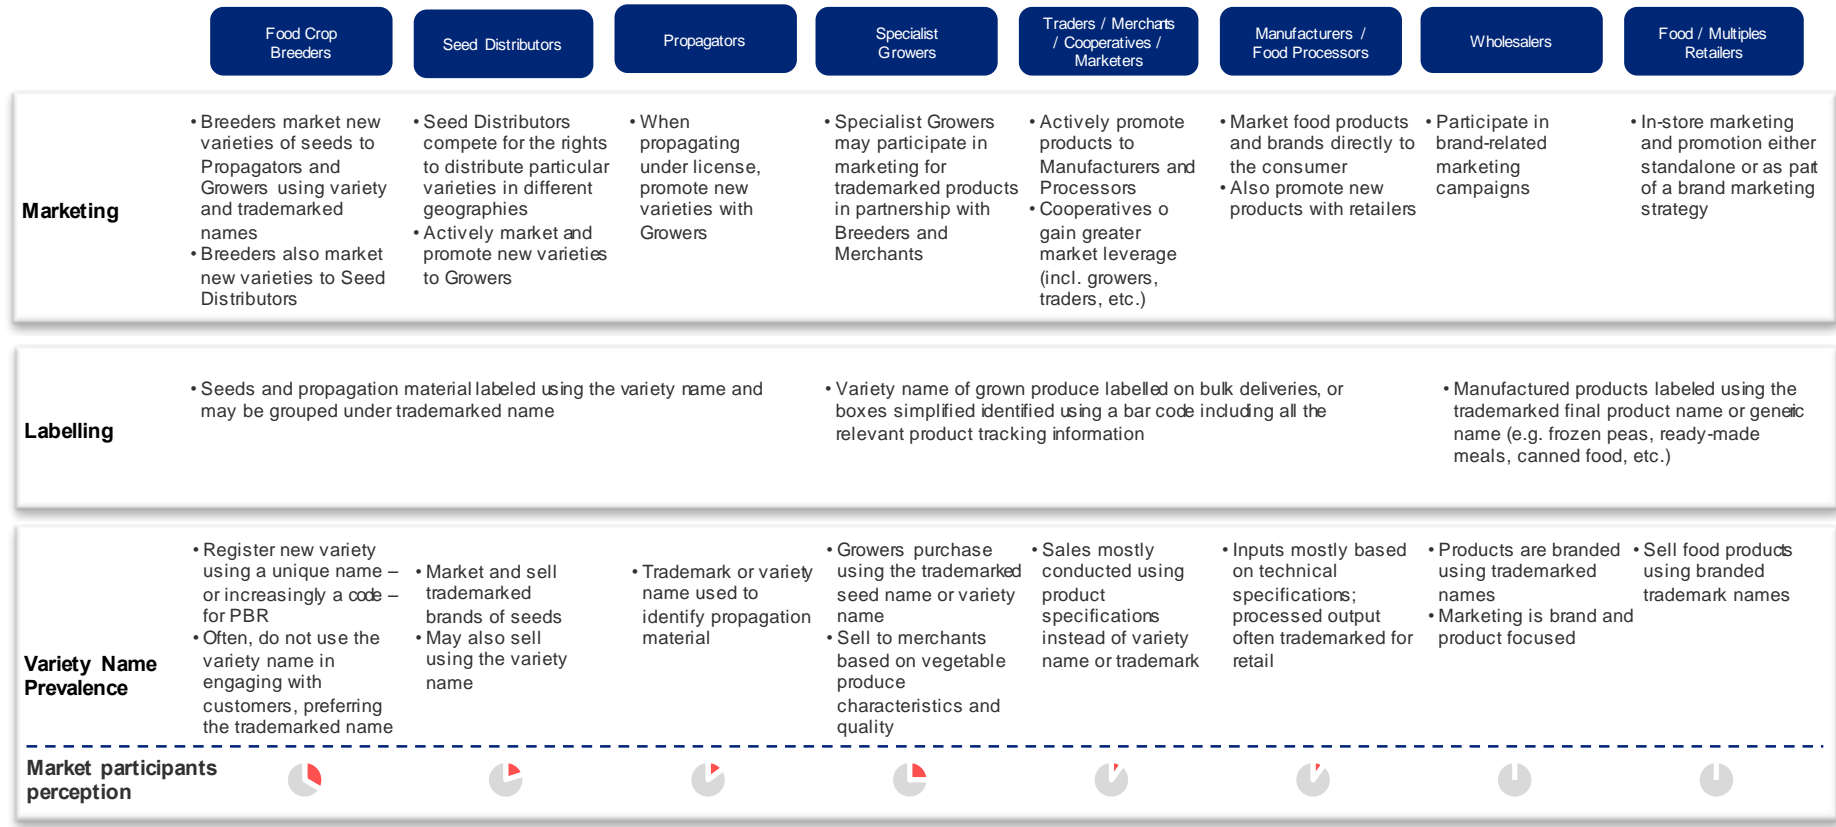 Food Crop
Breeders
Seed Distributors
Propagators
Specialist
Growers
Traders / Merchants
/ Cooperatives /
Marketers
Manufacturers /
Food Processors
Wholesalers
Food / Multiples
Retailers
Marketing
• Breeders market new
varieties of seeds to
Propagators and
Growers using variety
and trademarked
names
• Breeders also market
new varieties to Seed
Distributors
• Seed Distributors
compete for the rights
to distribute particular
varieties in different
geographies
• Actively market and
promote new varieties
to Growers
• When
propagating
under license,
promote new
varieties with
Growers
• Specialist Growers
may participate in
marketing for
trademarked products
in partnership with
Breeders and
Merchants
• Actively promote
products to
Manufacturers and
Processors
• Cooperatives o
gain greater
market leverage
(incl. growers,
traders, etc.)
• Market food products
and brands directly to
the consumer
• Also promote new
products with retailers
• Participate in
brand-related
marketing
campaigns
• In-store marketing
and promotion either
standalone or as part
of a brand marketing
strategy
Labelling
• Seeds and propagation material labeled using the variety name and
may be grouped under trademarked name
• Variety name of grown produce labelled on bulk deliveries, or
boxes simplified identified using a bar code including all the
relevant product tracking information
• Manufactured products labeled using the
trademarked final product name or generic
name (e.g. frozen peas, ready-made
meals, canned food, etc.)
Variety Name
Prevalence
• Register new variety
using a unique name –
or increasingly a code –
for PBR
• Often, do not use the
variety name in
engaging with
customers, preferring
the trademarked name
• Market and sell
trademarked
brands of seeds
• May also sell
using the variety
name
• Trademark or variety
name used to
identify propagation
material
• Growers purchase
using the trademarked
seed name or variety
name
• Sell to merchants
based on vegetable
produce
characteristics and
quality
• Sales mostly
conducted using
product
specifications
instead of variety
name or trademark
• Inputs mostly based
on technical
specifications;
processed output
often trademarked for
retail
• Products are branded
using trademarked
names
• Marketing is brand and
product focused
• Sell food products
using branded
trademark names
Market participants
perception